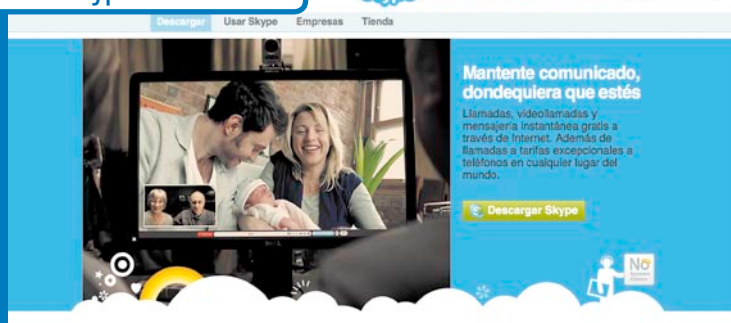 Descargar Usar Skype Empresas Tienda
Mantente comunicado,
dondequiera que estés
Llamadas, videollamadas y
mensajería instantánea gratis a
través de Internet. Además de
llamadas a tarifas excepcionales a
teléfonos en cualquier lugar del
mundo.
Descargar Skype
DELL
No